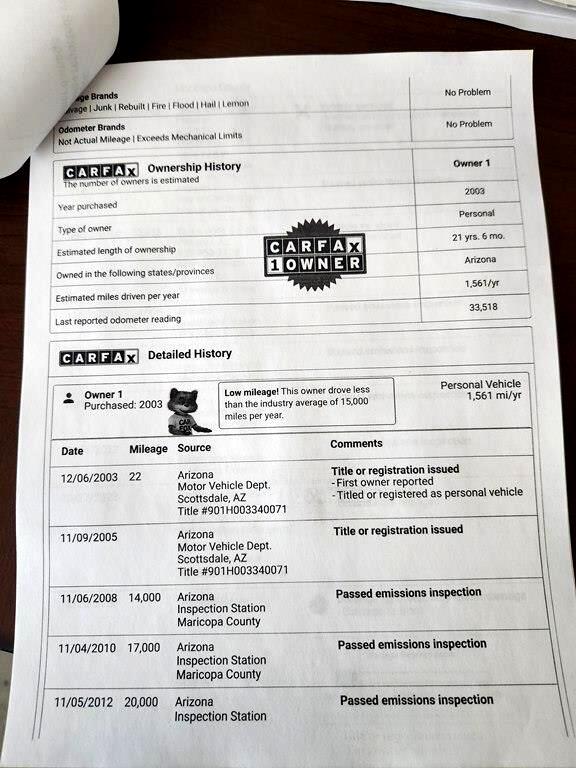 Brands
Junk | Rebuilt | Fire | Flood | Hail | Lemon
No Problem
Odometer Brands
Not Actual Mileage | Exceeds Mechanical Limits
No Problem
CARFAX Ownership History
The number of owners is estimated
Owner 1
Year purchased
2003
Type of owner
Personal
Estimated length of ownership
21 yrs. 6 mo.
Owned in the following states/provinces
Arizona
Estimated miles driven per year
1,561/yr
Last reported odometer reading
33,518
CARFAX
1 OWNER
CARFAX Detailed History
Owner 1
Purchased: 2003
CAR FOX
Low mileage! This owner drove less
than the industry average of 15,000
miles per year.
Personal Vehicle
1,561 mi/yr
Date Mileage Source Comments
12/06/2003 22 Arizona
Motor Vehicle Dept.
Scottsdale, AZ
Title #901H003340071
Title or registration issued
- First owner reported
- Titled or registered as personal vehicle
11/09/2005 Arizona
Motor Vehicle Dept.
Scottsdale, AZ
Title #901H003340071
Title or registration issued
11/06/2008 14,000 Arizona
Inspection Station
Maricopa County
Passed emissions inspection
11/04/2010 17,000 Arizona
Inspection Station
Maricopa County
Passed emissions inspection
11/05/2012 20,000 Arizona
Inspection Station
Passed emissions inspection